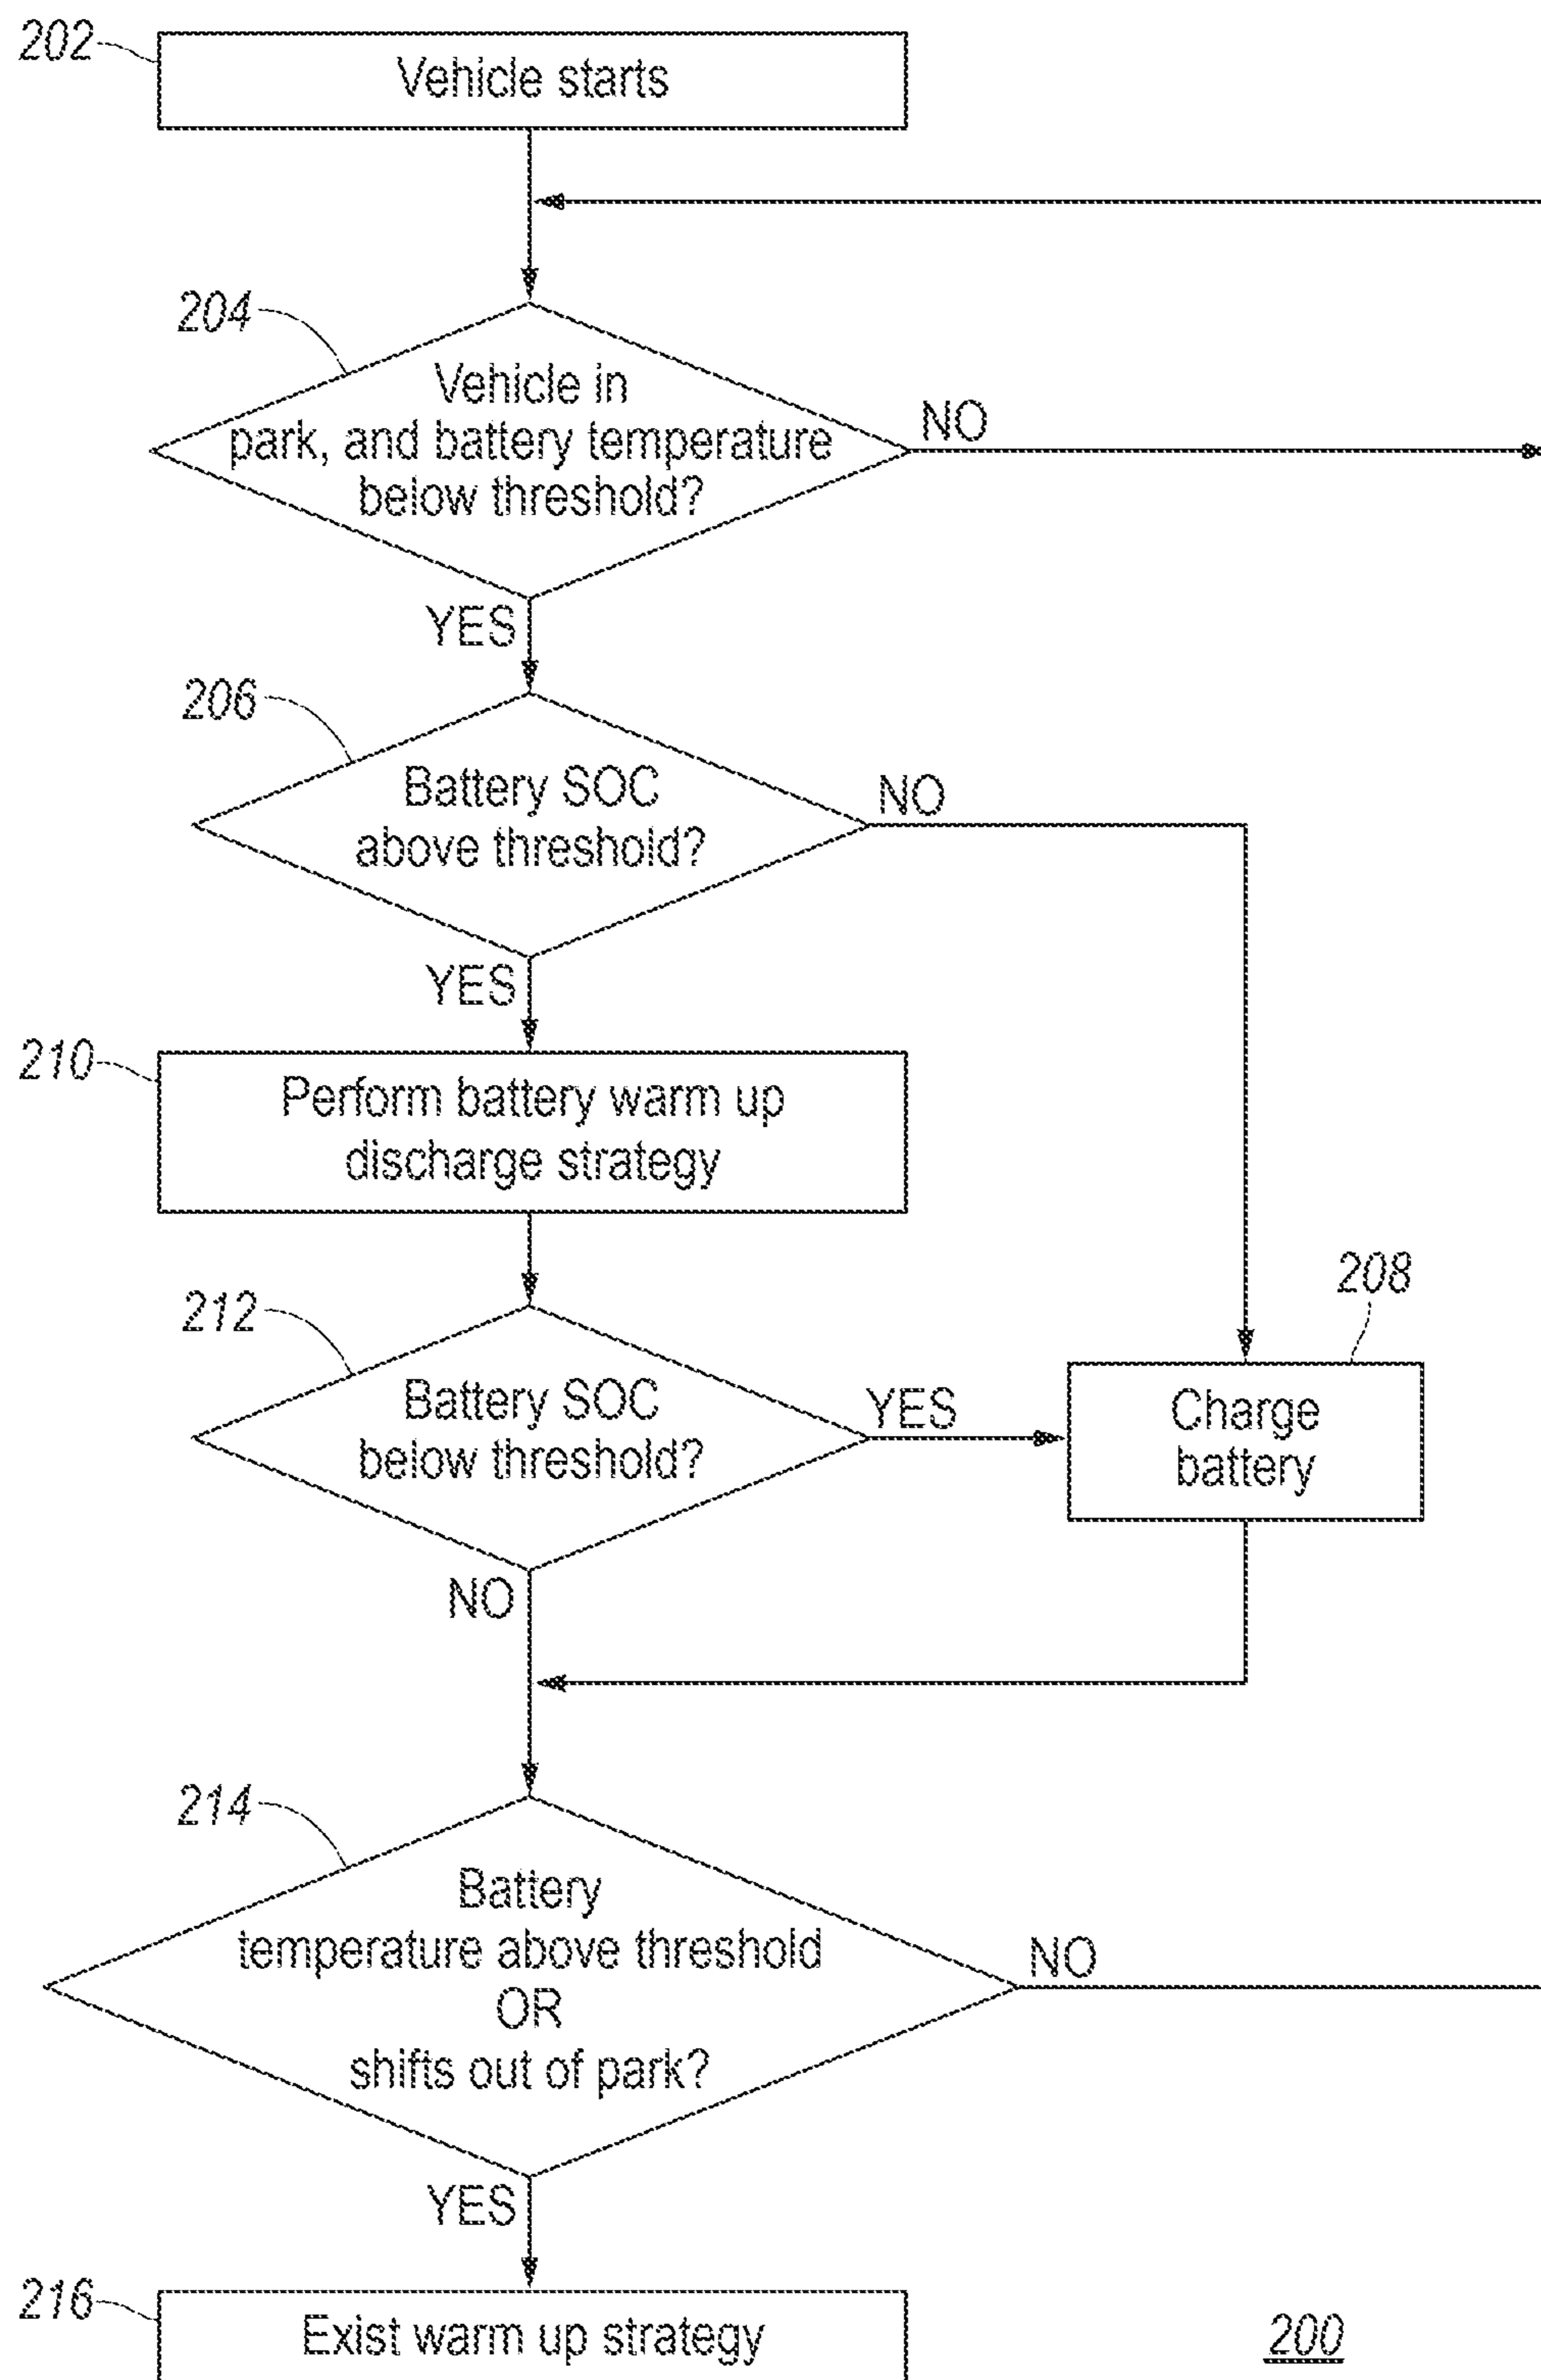 202
Vehicle starts
204
Vehicle in
park, and battery temperature
below threshold?
NO
YES
206
Battery SOC
above threshold?
NO
YES
210
Perform battery warm up
discharge strategy
212
Battery SOC
below threshold?
YES
208
Charge
battery
NO
214
Battery
temperature above threshold
OR
shifts out of park?
NO
YES
216
Exist warm up strategy
200